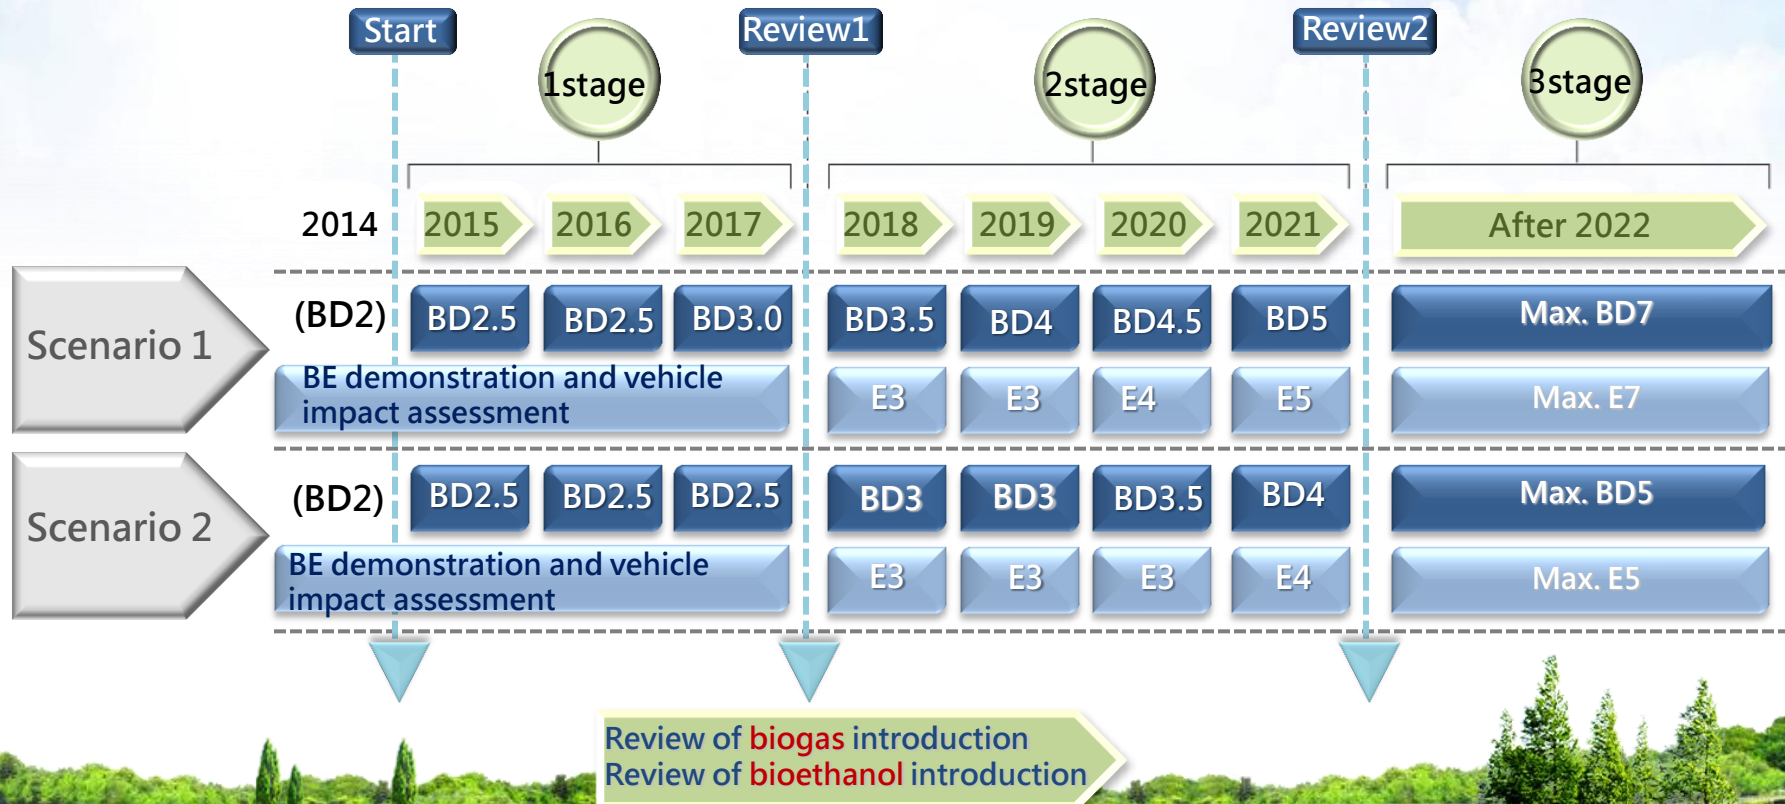 Start
Review1
Review2
1stage
2stage
3stage
2014
2015
2016
2017
2018
2019
2020
2021
After 2022
Scenario 1
(BD2)
BD2.5
BD2.5
BD3.0
BD3.5
BD4
BD4.5
BD5
Max. BD7
BE demonstration and vehicle
impact assessment
E3
E3
E4
E5
Max. E7
Scenario 2
(BD2)
BD2.5
BD2.5
BD2.5
BD3
BD3
BD3.5
BD4
Max. BD5
BE demonstration and vehicle
impact assessment
E3
E3
E3
E4
Max. E5
Review of biogas introduction
Review of bioethanol introduction